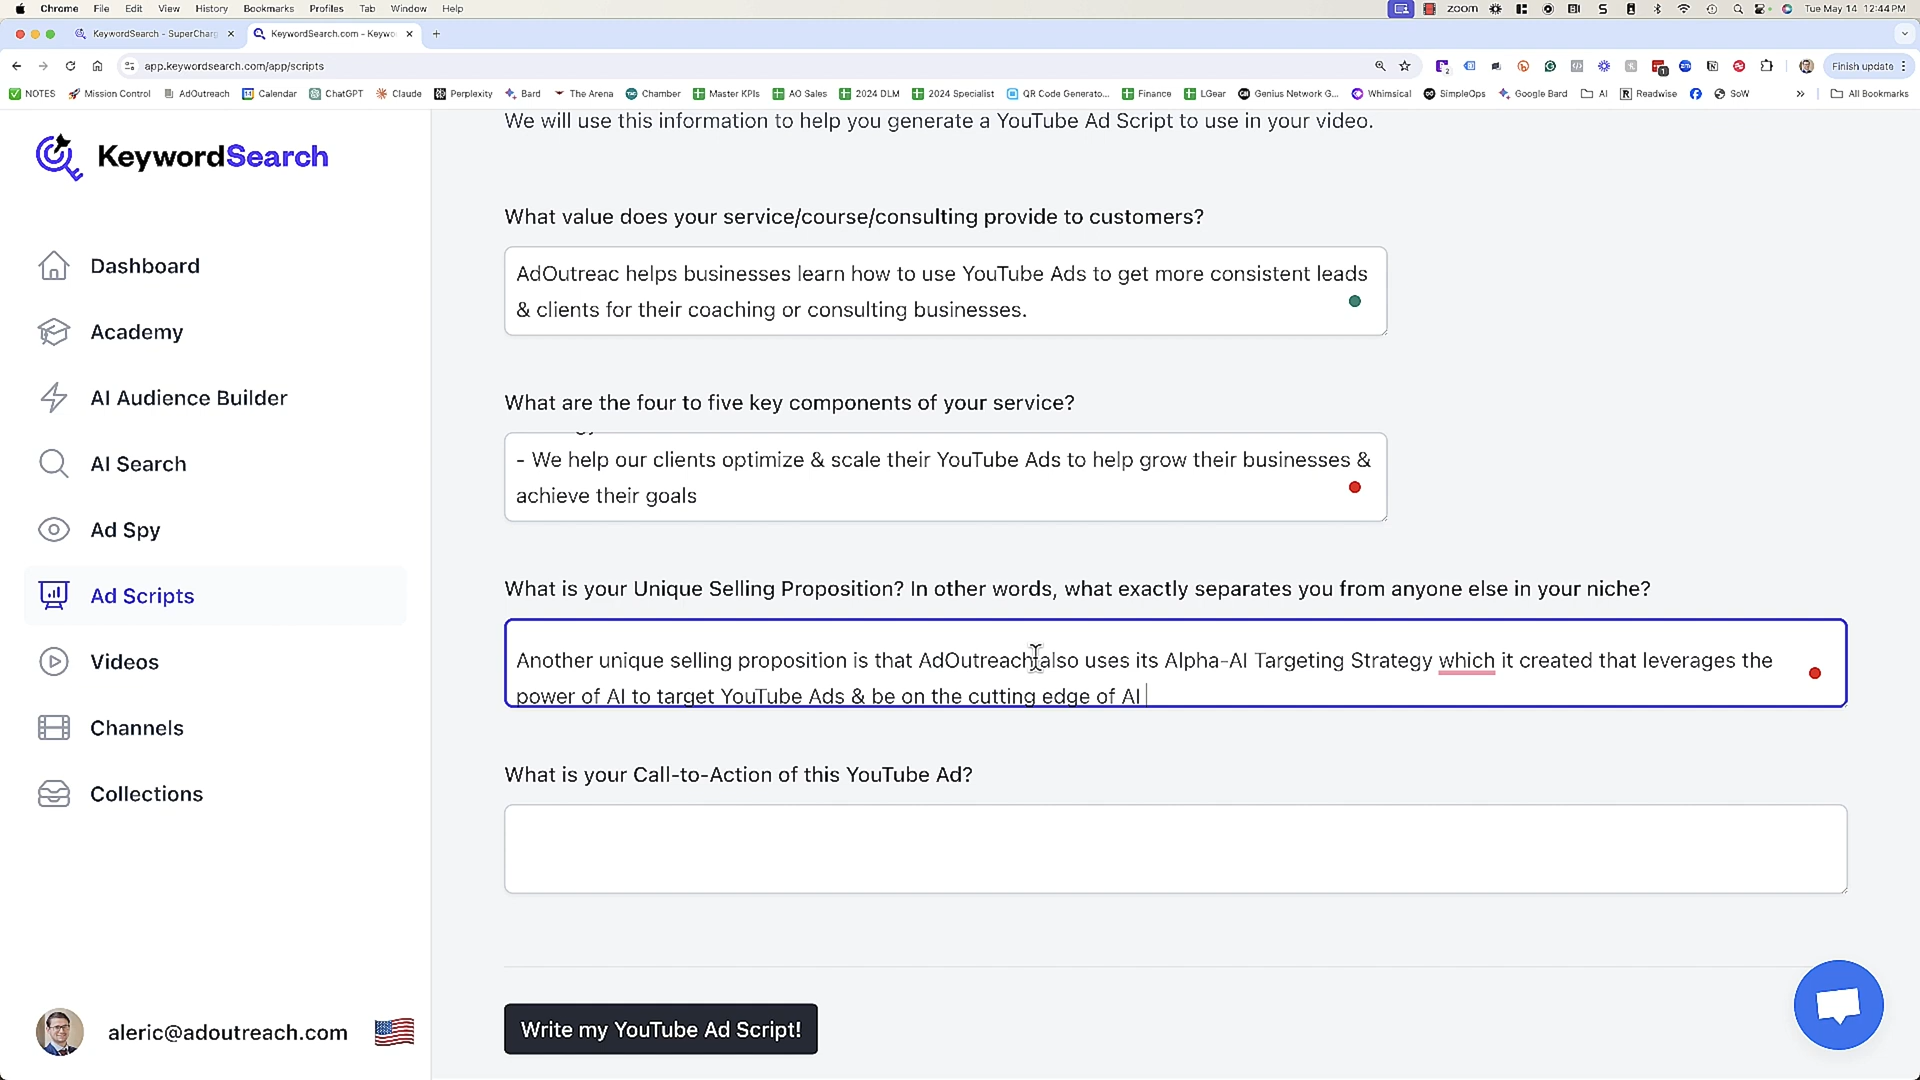 Chrome File Edit View History Bookmarks Profiles Tab Window Help zoom Tue May 14 12:44 PM
KeywordSearch - SuperCharg KeywordSearch.com - Keywo
app.keywordsearch.com/app/scripts Finish update
NOTES Mission Control AdOutreach Calendar ChatGPT Claude Perplexity Bard The Arena Chamber Master KPIs AO Sales 2024 DLM 2024 Specialist QR Code Generato... Finance LGear Genius Network G... Whimsical SimpleOps Google Bard AI Readwise SoW All Bookmarks
KeywordSearch
Dashboard
Academy
AI Audience Builder
AI Search
Ad Spy
Ad Scripts
Videos
Channels
Collections
aleric@adoutreach.com
We will use this information to help you generate a YouTube Ad Script to use in your video.
What value does your service/course/consulting provide to customers?
AdOutreac helps businesses learn how to use YouTube Ads to get more consistent leads
& clients for their coaching or consulting businesses.
What are the four to five key components of your service?
- We help our clients optimize & scale their YouTube Ads to help grow their businesses &
achieve their goals
What is your Unique Selling Proposition? In other words, what exactly separates you from anyone else in your niche?
Another unique selling proposition is that AdOutreach also uses its Alpha-AI Targeting Strategy which it created that leverages the
power of AI to target YouTube Ads & be on the cutting edge of AI
What is your Call-to-Action of this YouTube Ad?
Write my YouTube Ad Script!